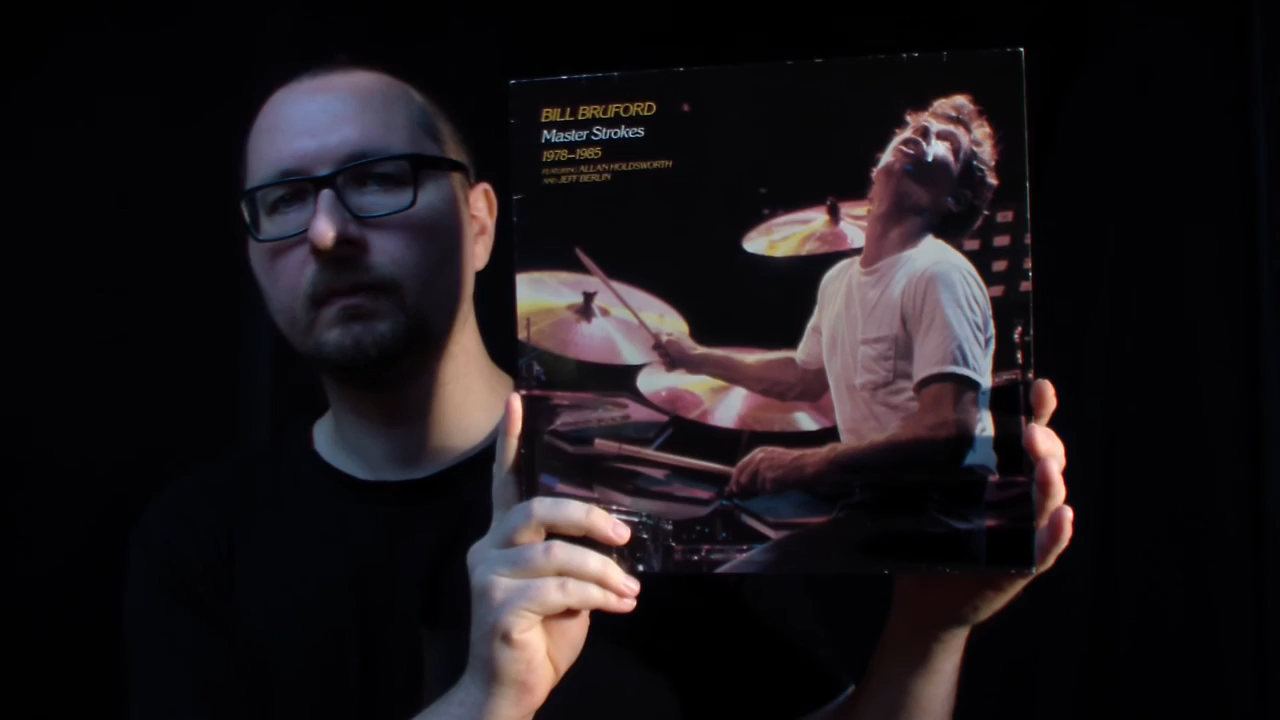 BILL BRUFORD
Master Strokes
1978–1985
FEATURING ALLAN HOLDSWORTH
AND JEFF BERLIN